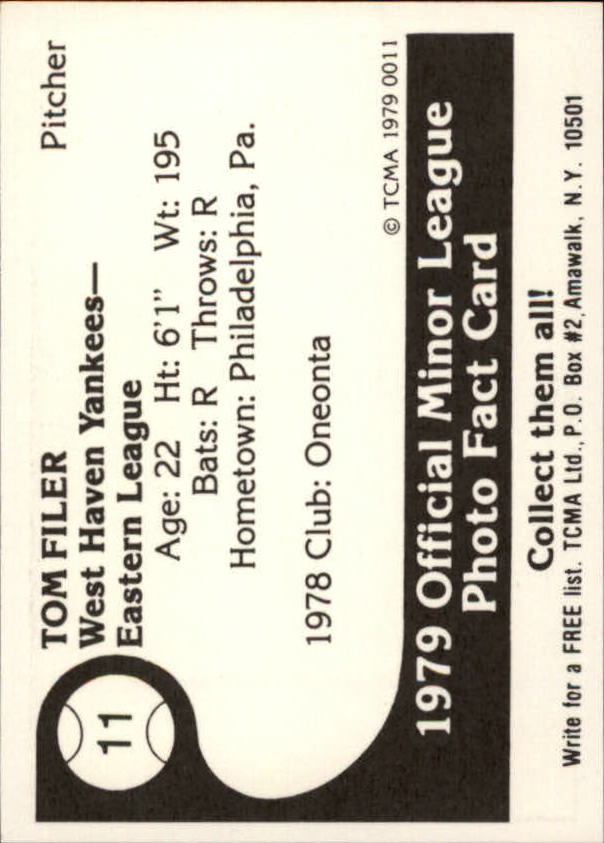 11
TOM FILER Pitcher
West Haven Yankees—
Eastern League
Age: 22 Ht: 6'1" Wt: 195
Bats: R Throws: R
Hometown: Philadelphia, Pa.
1978 Club: Oneonta
© TCMA 1979 0011
1979 Official Minor League
Photo Fact Card
Collect them all!
Write for a FREE list. TCMA Ltd., P.O. Box #2, Amawalk, N.Y. 10501